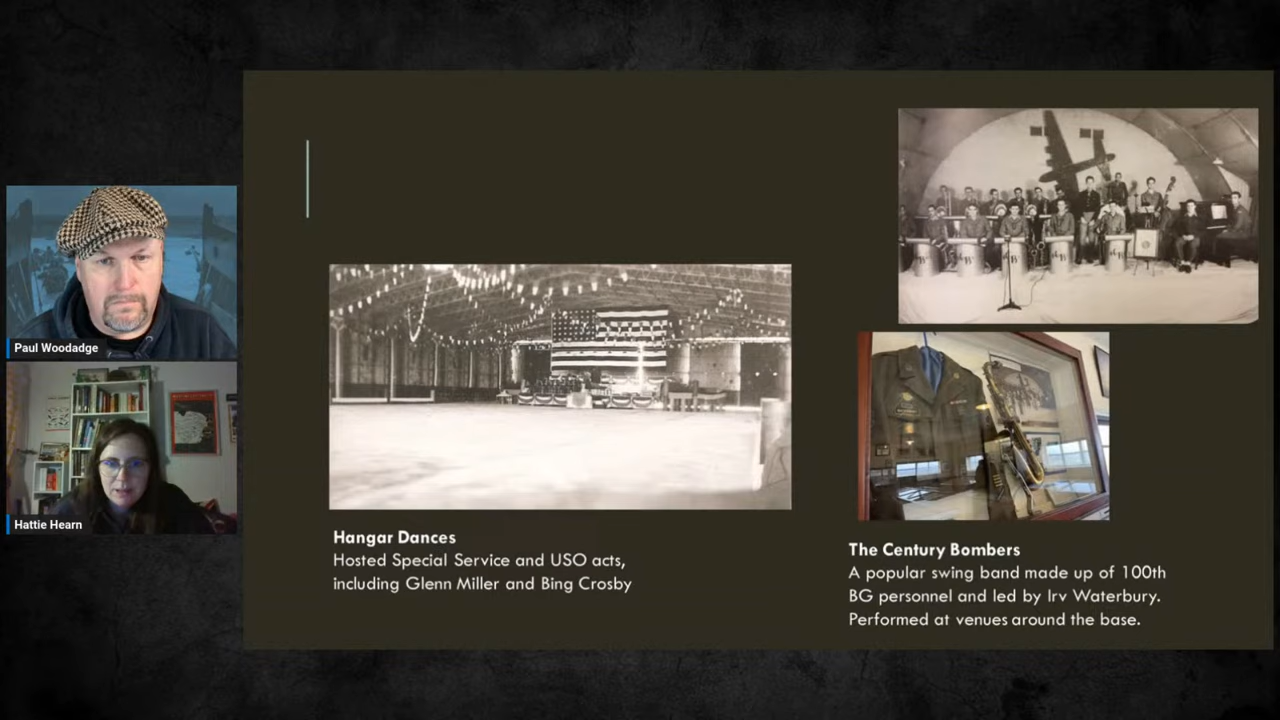 Paul Woodadge
Hattie Hearn
Hangar Dances
Hosted Special Service and USO acts,
including Glenn Miller and Bing Crosby
The Century Bombers
A popular swing band made up of 100th
BG personnel and led by Irv Waterbury.
Performed at venues around the base.